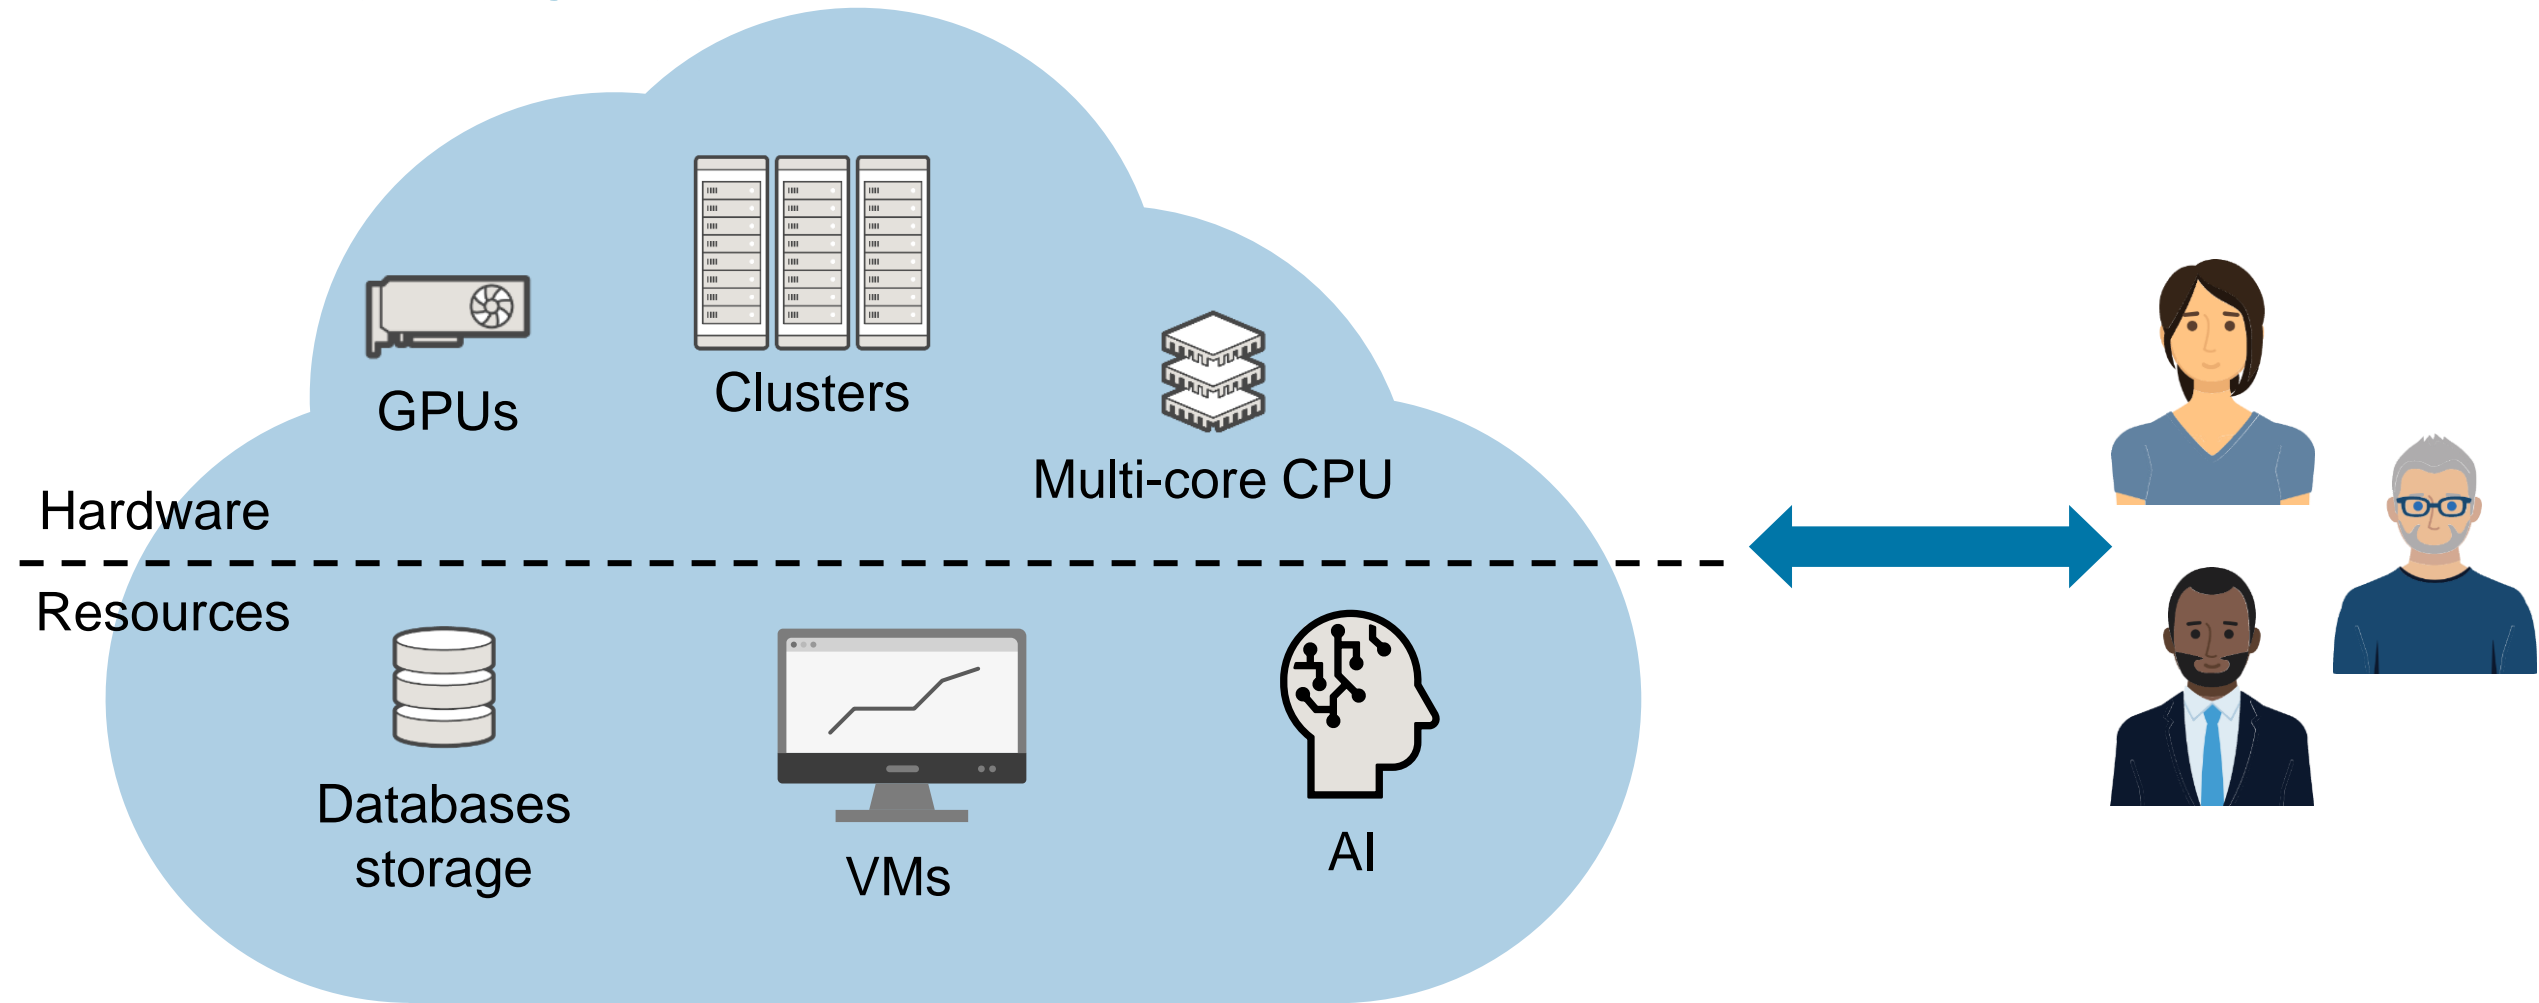 Clusters
GPUs
Multi-core CPU
Hardware
Resources
Databases
storage
VMs
AI